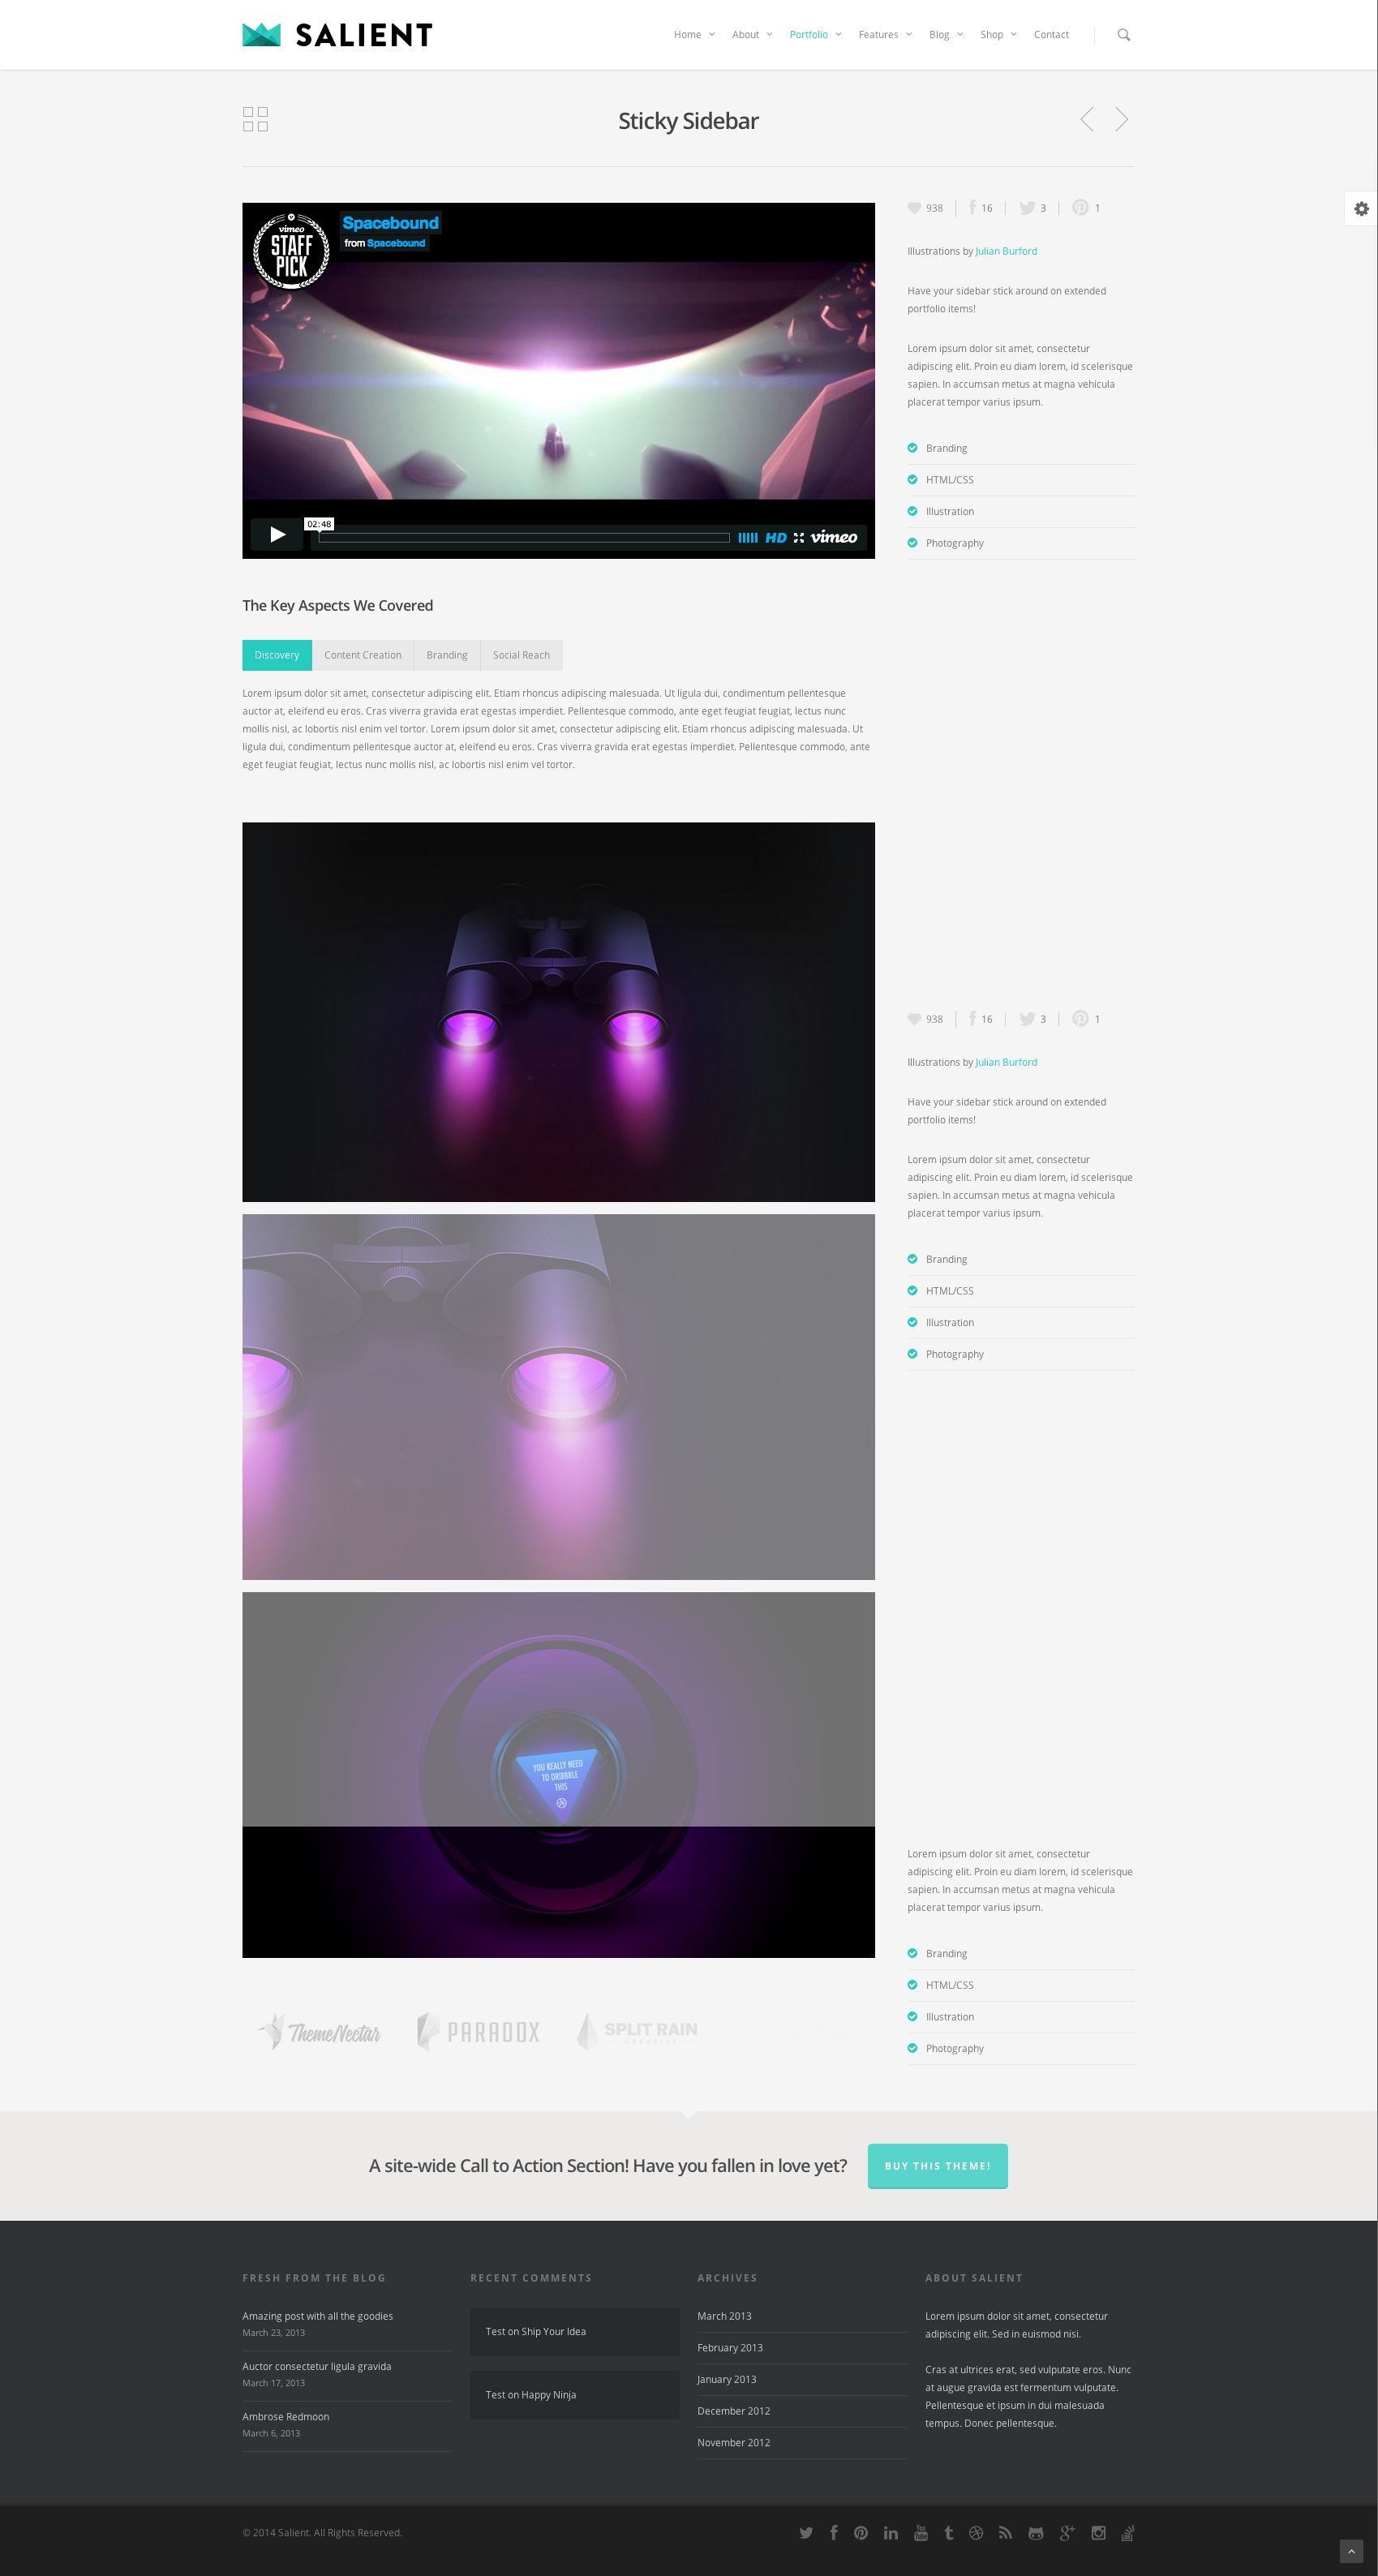 SALIENT
Home About Portfolio Features Blog Shop Contact
Sticky Sidebar
vimeo
STAFF
PICK
Spacebound
from Spacebound
02:48
HD vimeo
938 16 3 1
Illustrations by Julian Burford
Have your sidebar stick around on extended
portfolio items!
Lorem ipsum dolor sit amet, consectetur
adipiscing elit. Proin eu diam lorem, id scelerisque
sapien. In accumsan metus at magna vehicula
placerat tempor varius ipsum.
Branding
HTML/CSS
Illustration
Photography
The Key Aspects We Covered
Discovery Content Creation Branding Social Reach
Lorem ipsum dolor sit amet, consectetur adipiscing elit. Etiam rhoncus adipiscing malesuada. Ut ligula dui, condimentum pellentesque
auctor at, eleifend eu eros. Cras viverra gravida erat egestas imperdiet. Pellentesque commodo, ante eget feugiat feugiat, lectus nunc
mollis nisl, ac lobortis nisl enim vel tortor. Lorem ipsum dolor sit amet, consectetur adipiscing elit. Etiam rhoncus adipiscing malesuada. Ut
ligula dui, condimentum pellentesque auctor at, eleifend eu eros. Cras viverra gravida erat egestas imperdiet. Pellentesque commodo, ante
eget feugiat feugiat, lectus nunc mollis nisl, ac lobortis nisl enim vel tortor.
938 16 3 1
Illustrations by Julian Burford
Have your sidebar stick around on extended
portfolio items!
Lorem ipsum dolor sit amet, consectetur
adipiscing elit. Proin eu diam lorem, id scelerisque
sapien. In accumsan metus at magna vehicula
placerat tempor varius ipsum.
Branding
HTML/CSS
Illustration
Photography
YOU REALLY NEED
TO DRIBBBLE
THIS
Lorem ipsum dolor sit amet, consectetur
adipiscing elit. Proin eu diam lorem, id scelerisque
sapien. In accumsan metus at magna vehicula
placerat tempor varius ipsum.
Branding
HTML/CSS
Illustration
Photography
ThemeNectar PARADOX SPLIT RAIN
CREATIVE
A site-wide Call to Action Section! Have you fallen in love yet? BUY THIS THEME!
FRESH FROM THE BLOG
Amazing post with all the goodies
March 23, 2013
Auctor consectetur ligula gravida
March 17, 2013
Ambrose Redmoon
March 6, 2013
RECENT COMMENTS
Test on Ship Your Idea
Test on Happy Ninja
ARCHIVES
March 2013
February 2013
January 2013
December 2012
November 2012
ABOUT SALIENT
Lorem ipsum dolor sit amet, consectetur
adipiscing elit. Sed in euismod nisi.
Cras at ultrices erat, sed vulputate eros. Nunc
at augue gravida est fermentum vulputate.
Pellentesque et ipsum in dui malesuada
tempus. Donec pellentesque.
© 2014 Salient. All Rights Reserved.